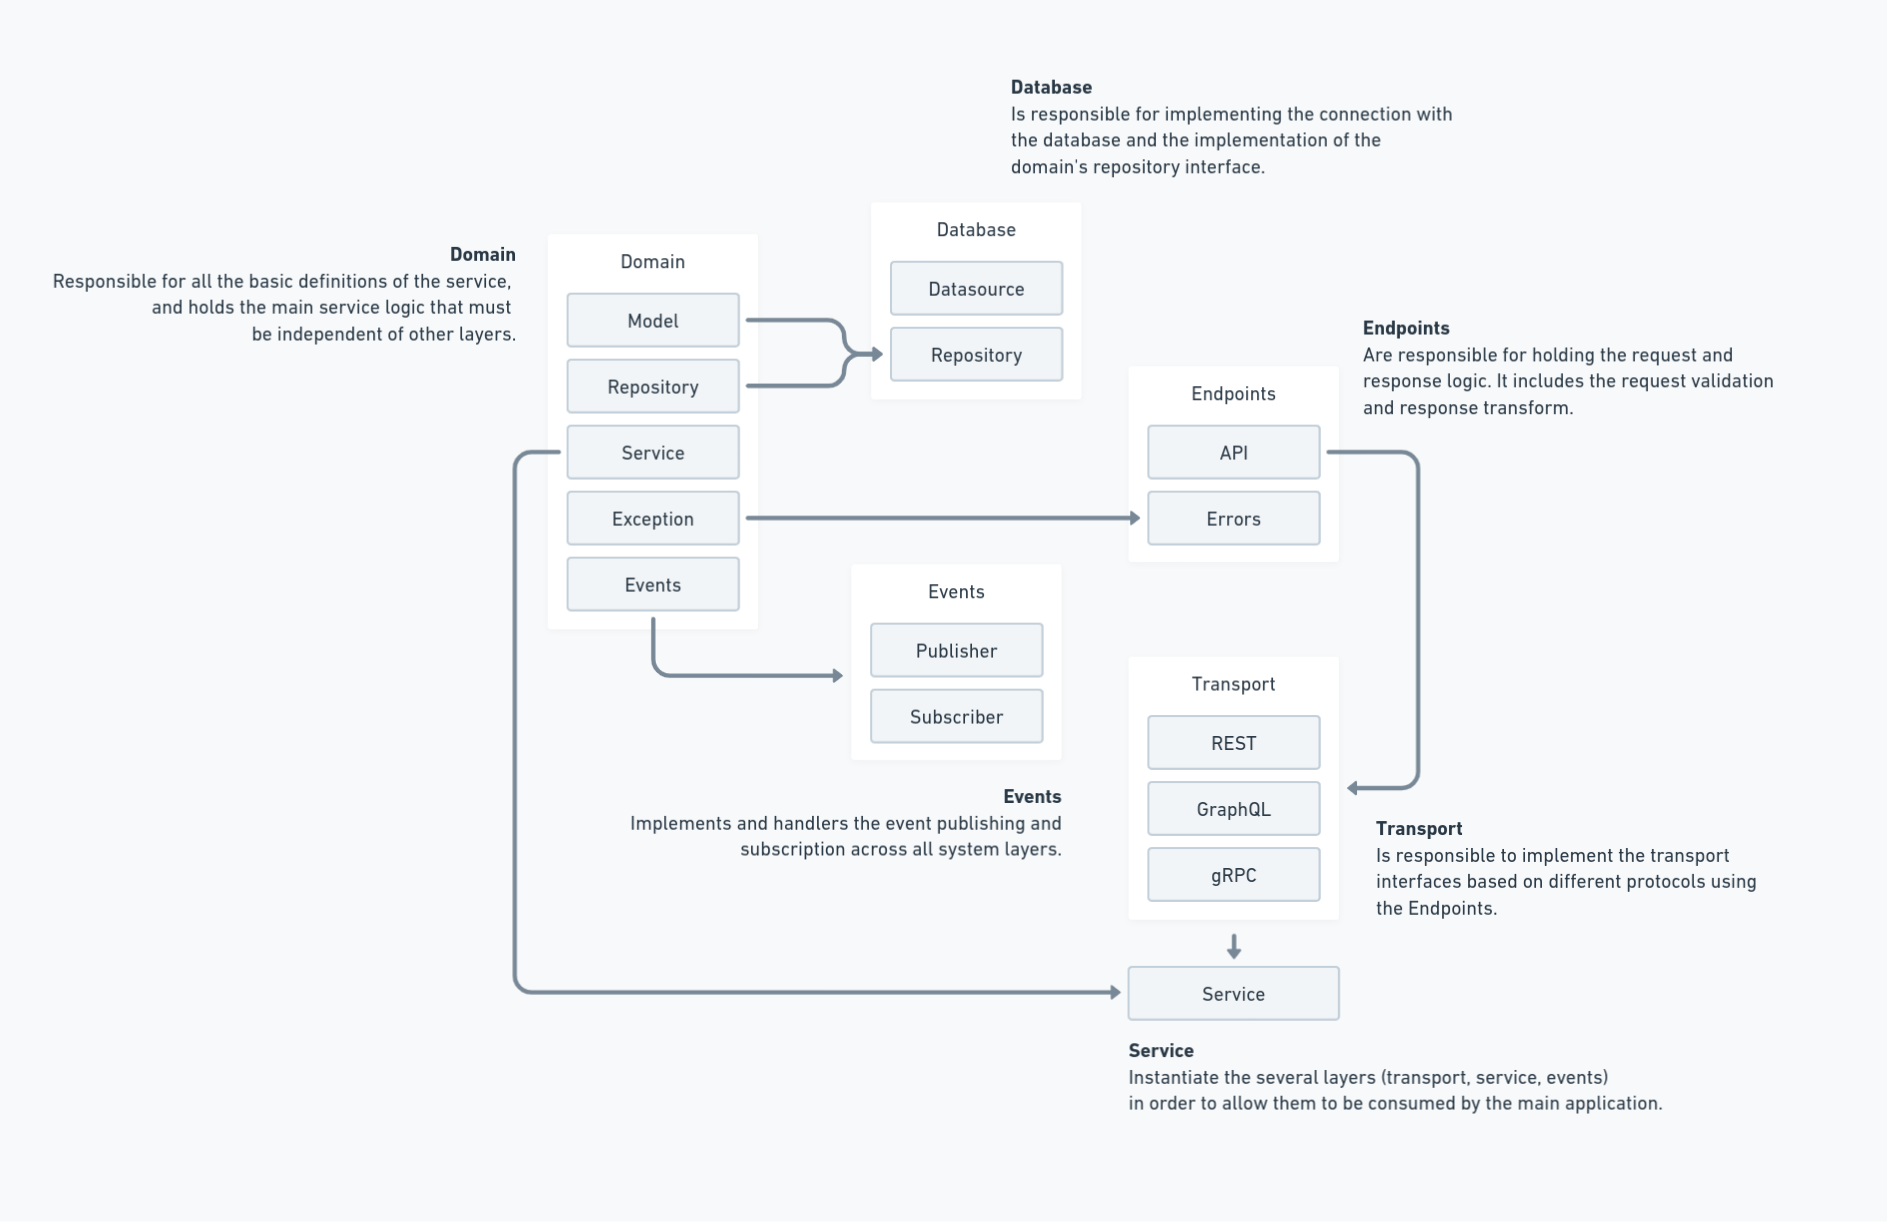 Database
Is responsible for implementing the connection with
the database and the implementation of the
domain's repository interface.
Domain
Responsible for all the basic definitions of the service,
and holds the main service logic that must
be independent of other layers.
Domain
Model
Repository
Service
Exception
Events
Database
Datasource
Repository
Endpoints
Are responsible for holding the request and
response logic. It includes the request validation
and response transform.
Endpoints
API
Errors
Events
Publisher
Subscriber
Events
Implements and handlers the event publishing and
subscription across all system layers.
Transport
REST
GraphQL
gRPC
Transport
Is responsible to implement the transport
interfaces based on different protocols using
the Endpoints.
Service
Service
Instantiate the several layers (transport, service, events)
in order to allow them to be consumed by the main application.